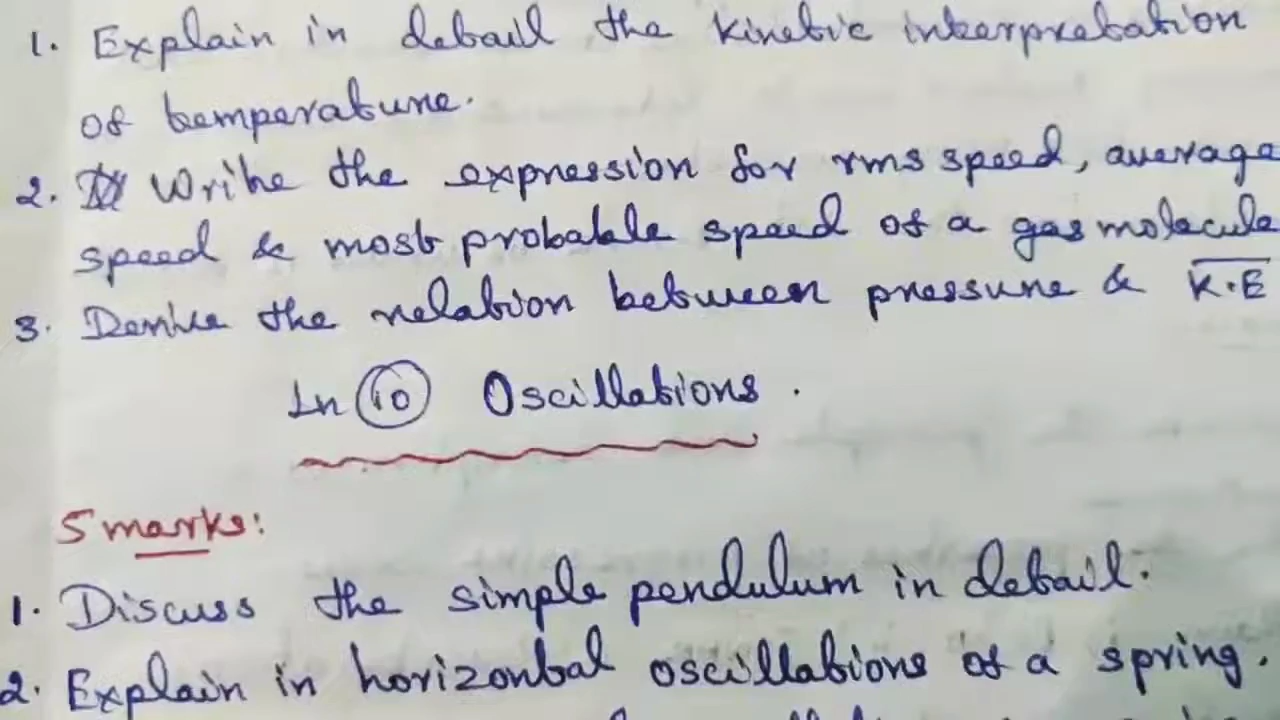 1. Explain in detail the kinetic interpretation
of temperature.
2. Write the expression for rms speed, average
speed & most probable speed of a gas molecule
3. Derive the relation between pressure & K.E
Ln 10 Oscillations.
5 marks:
1. Discuss the simple pendulum in detail.
2. Explain in horizontal oscillations of a spring.